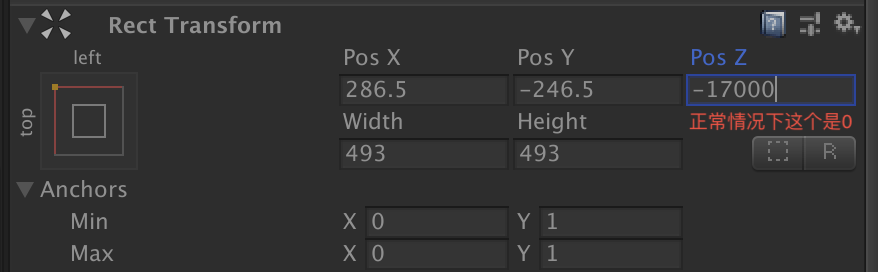 Rect Transform
left
Pos X Pos Y Pos Z
286.5 -246.5 -17000
top
Width Height 正常情况下这个是0
493 493 R
Anchors
Min X 0 Y 1
Max X 0 Y 1